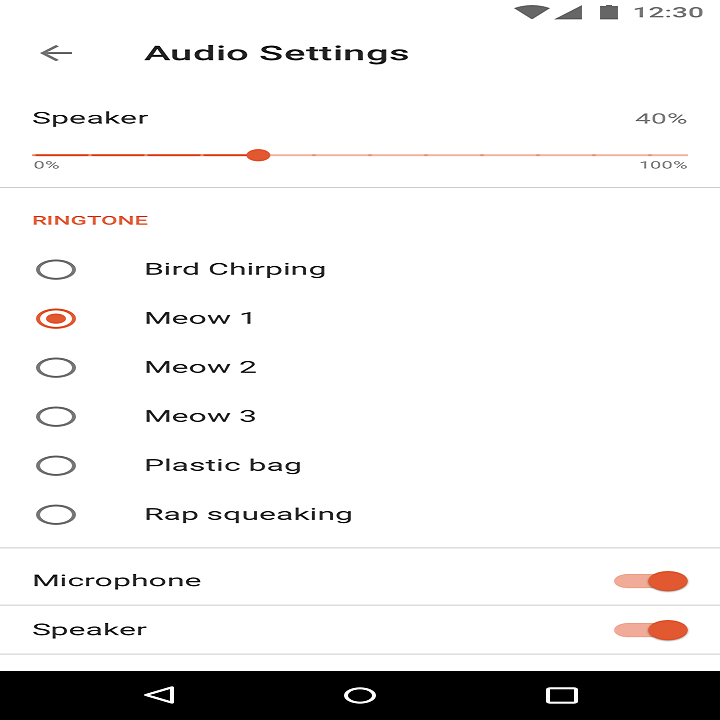 12:30
Audio Settings
Speaker 40%
0% 100%
RINGTONE
Bird Chirping
Meow 1
Meow 2
Meow 3
Plastic bag
Rap squeaking
Microphone
Speaker